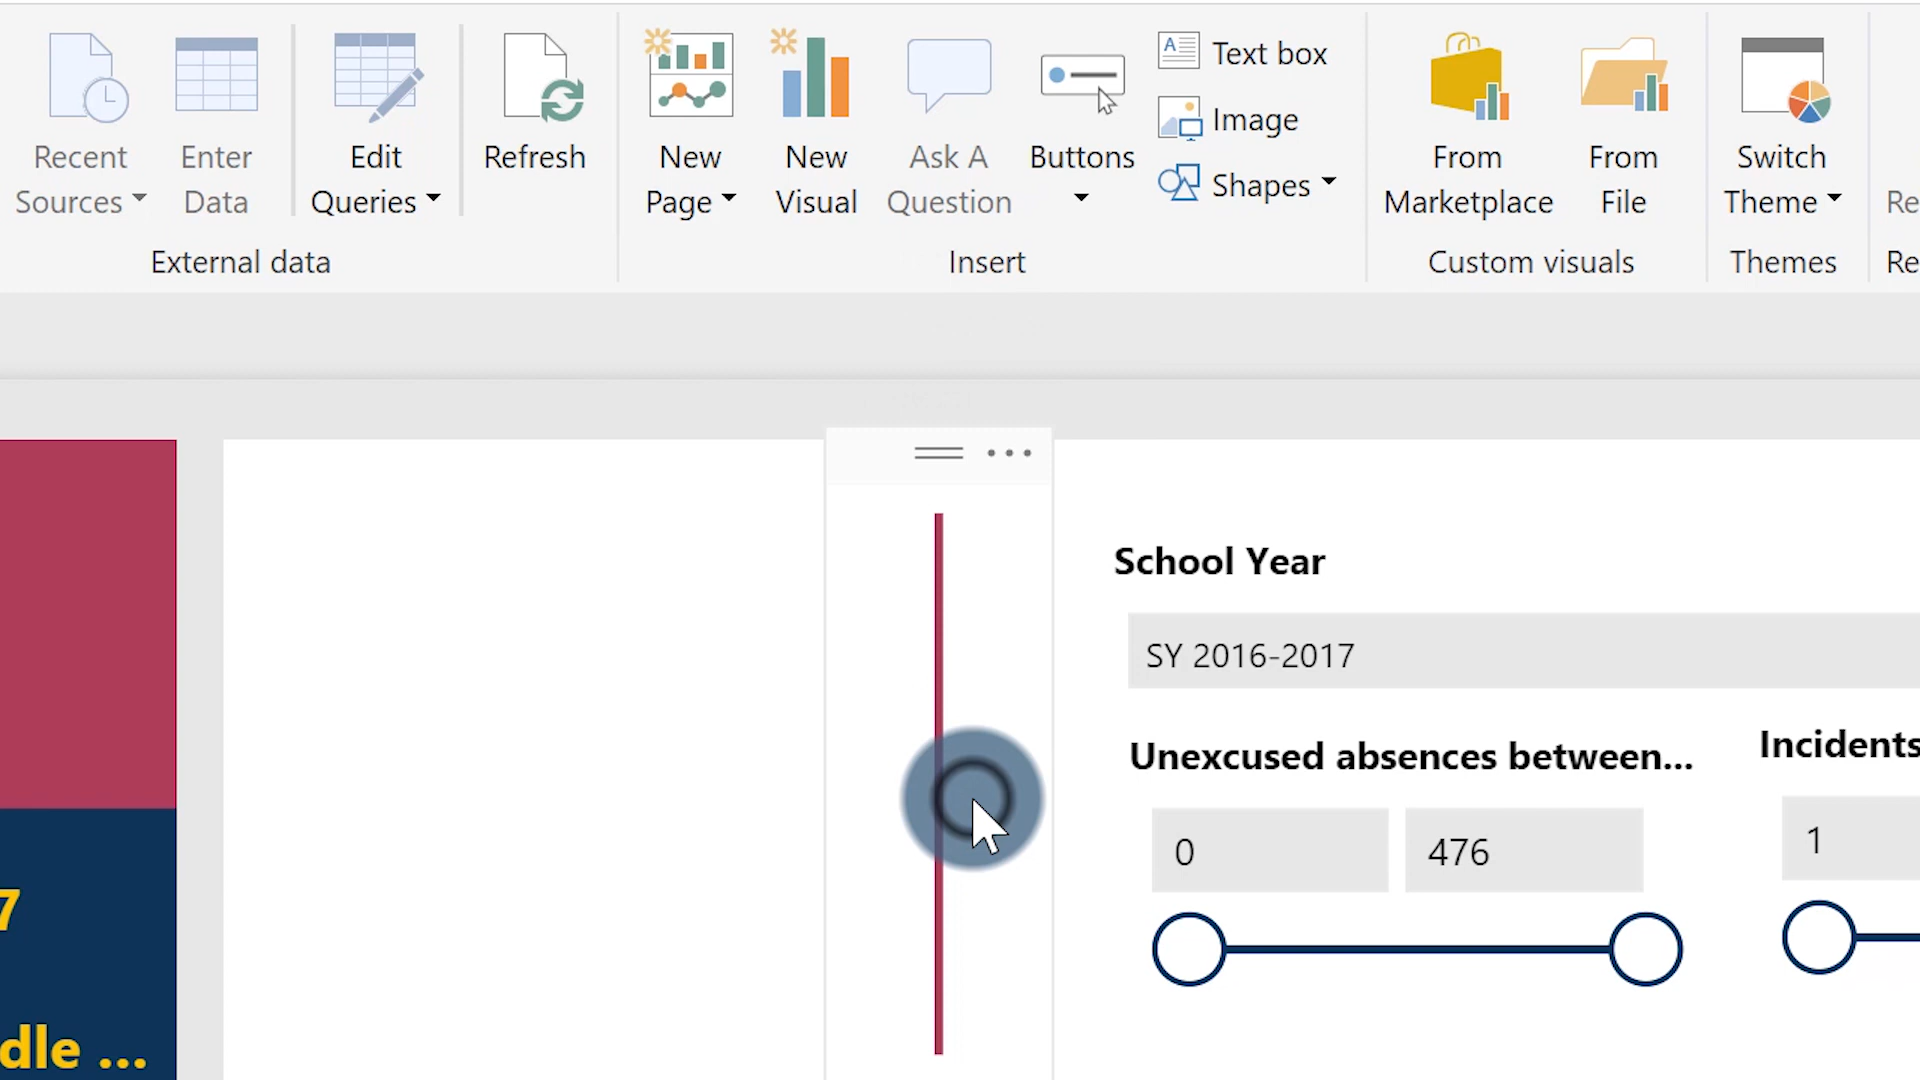 Recent Sources
Enter Data
Edit Queries
Refresh
External data
New Page
New Visual
Ask A Question
Buttons
Text box
Image
Shapes
Insert
From Marketplace
From File
Custom visuals
Switch Theme
Themes
Re
Re
School Year
SY 2016-2017
Unexcused absences between...
Incidents
0
476
1
7
dle ...